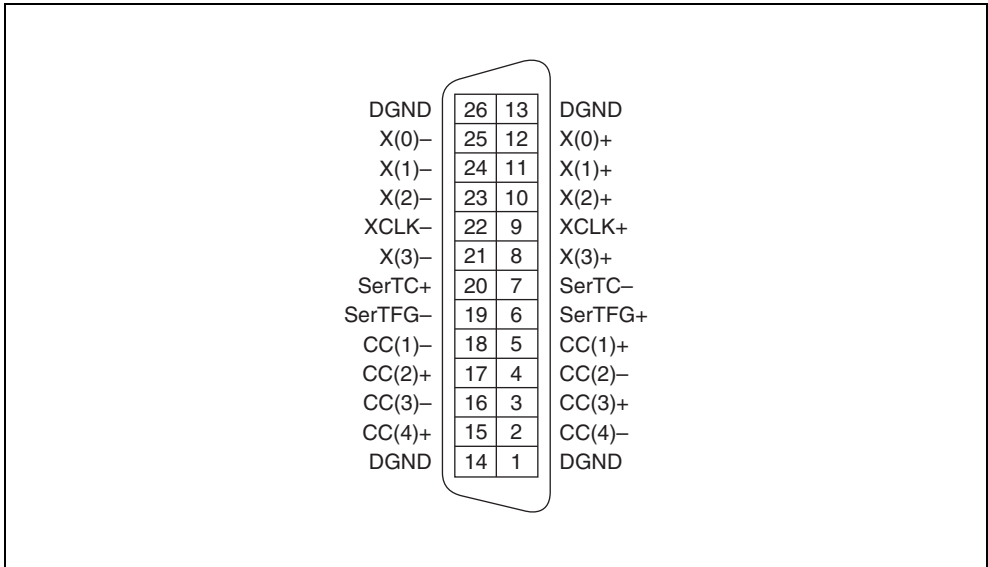 DGND 26 13 DGND
X(0)– 25 12 X(0)+
X(1)– 24 11 X(1)+
X(2)– 23 10 X(2)+
XCLK– 22 9 XCLK+
X(3)– 21 8 X(3)+
SerTC+ 20 7 SerTC–
SerTFG– 19 6 SerTFG+
CC(1)– 18 5 CC(1)+
CC(2)+ 17 4 CC(2)–
CC(3)– 16 3 CC(3)+
CC(4)+ 15 2 CC(4)–
DGND 14 1 DGND